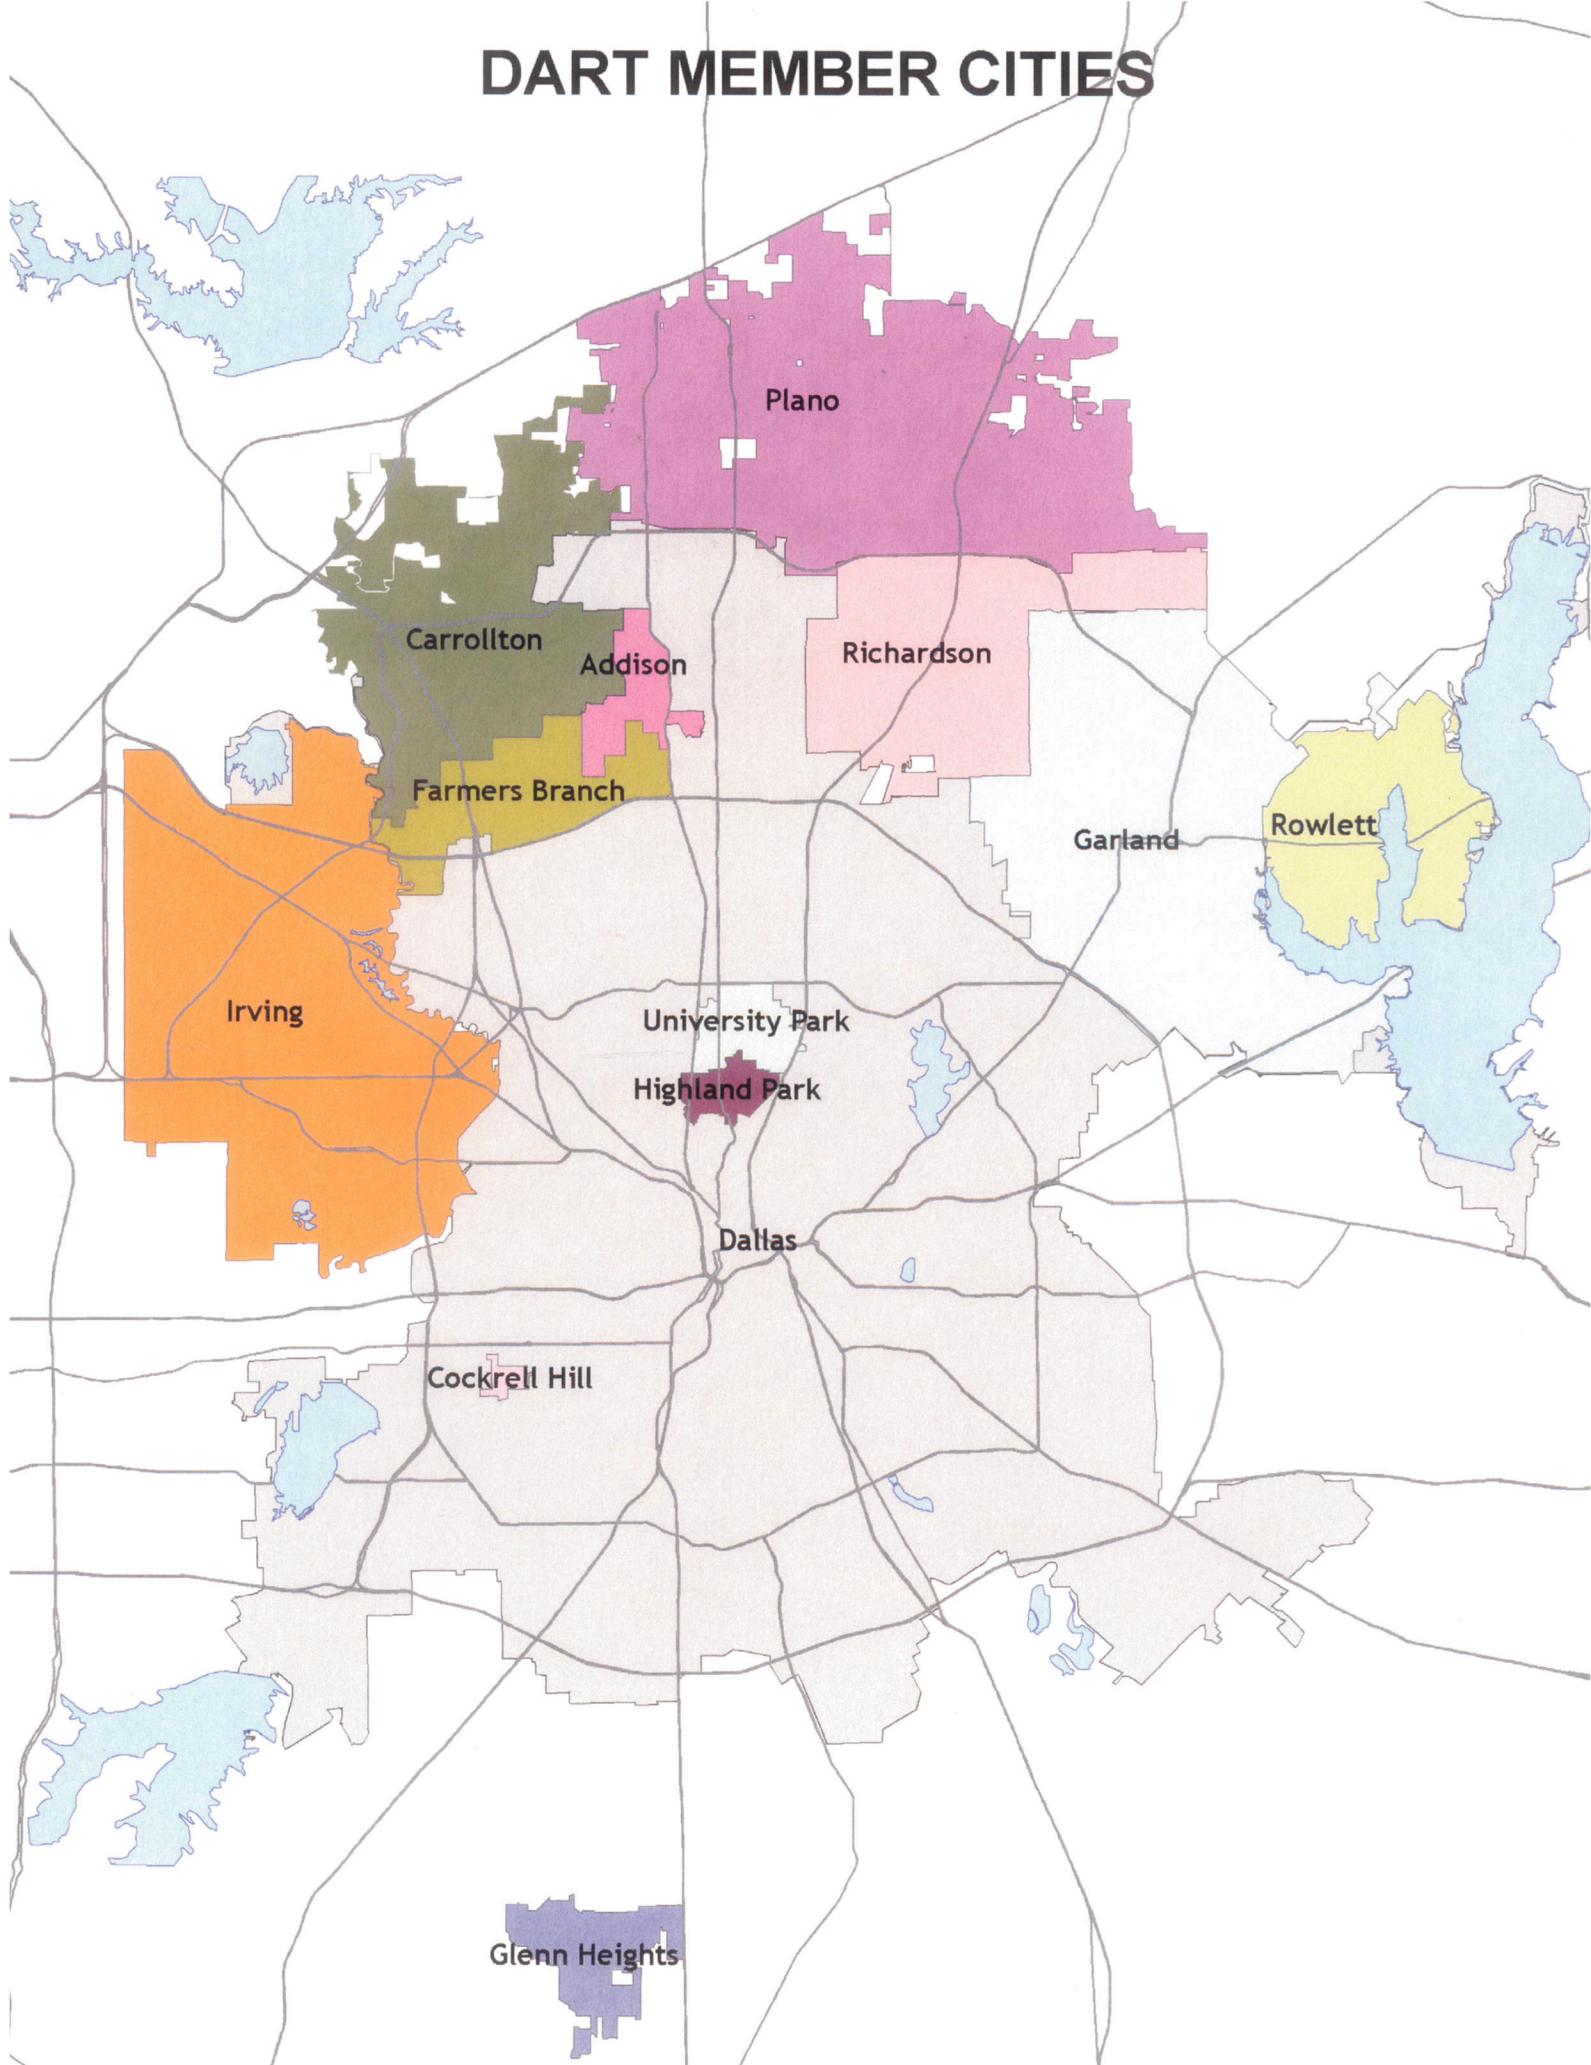 DART MEMBER CITIES
Plano
Carrollton
Addison
Richardson
Farmers Branch
Garland
Rowlett
Irving
University Park
Highland Park
Dallas
Cockrell Hill
Glenn Heights